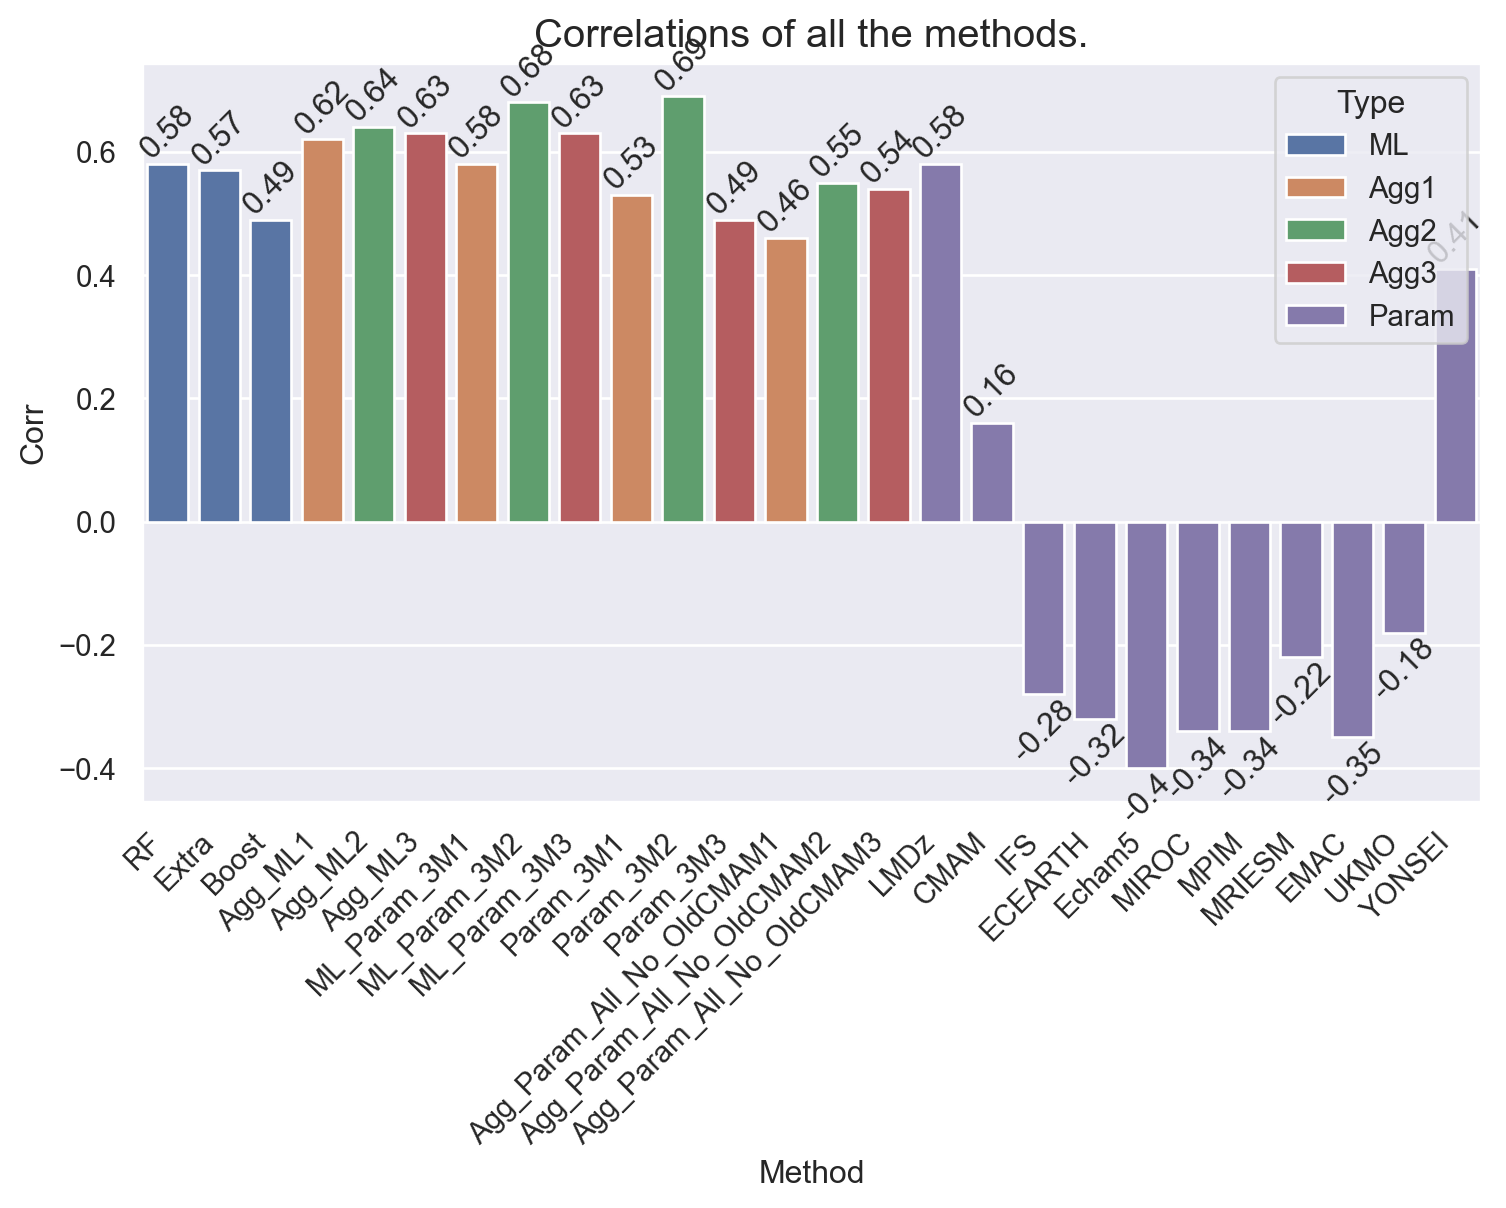 Correlations of all the methods.
Corr
0.6
0.4
0.2
0.0
−0.2
−0.4
0.58
0.57
0.49
0.62
0.64
0.63
0.58
0.68
0.63
0.53
0.69
0.49
0.46
0.55
0.54
0.58
0.16
-0.28
-0.32
-0.4
-0.34
-0.34
-0.22
-0.35
-0.18
0.41
Type
ML
Agg1
Agg2
Agg3
Param
RF
Extra
Boost
Agg_ML1
Agg_ML2
Agg_ML3
ML_Param_3M1
ML_Param_3M2
ML_Param_3M3
Param_3M1
Param_3M2
Param_3M3
Agg_Param_All_No_OldCMAM1
Agg_Param_All_No_OldCMAM2
Agg_Param_All_No_OldCMAM3
LMDz
CMAM
IFS
ECEARTH
Echam5
MIROC
MPIM
MRIESM
EMAC
UKMO
YONSEI
Method